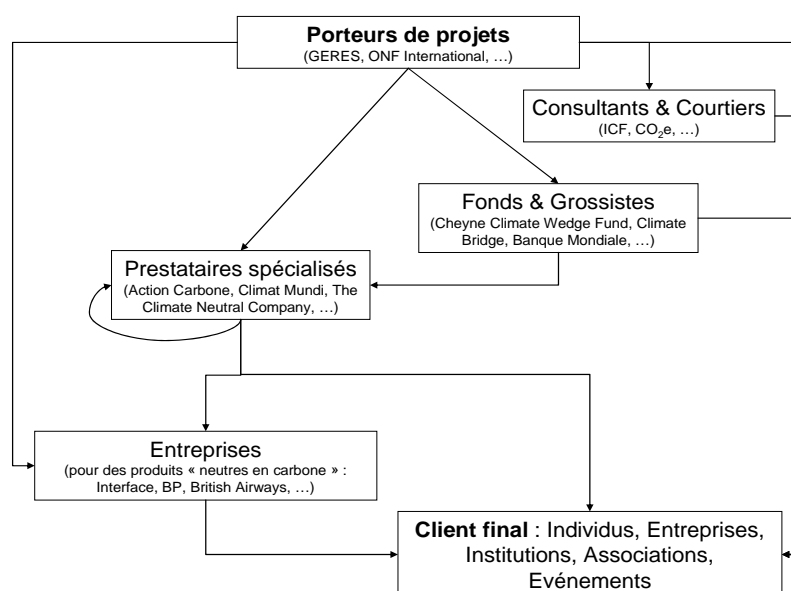 Porteurs de projets
(GERES, ONF International, …)
Consultants & Courtiers
(ICF, CO₂e, …)
Fonds & Grossistes
(Cheyne Climate Wedge Fund, Climate
Bridge, Banque Mondiale, …)
Prestataires spécialisés
(Action Carbone, Climat Mundi, The
Climate Neutral Company, …)
Entreprises
(pour des produits « neutres en carbone » :
Interface, BP, British Airways, …)
Client final : Individus, Entreprises,
Institutions, Associations,
Evénements